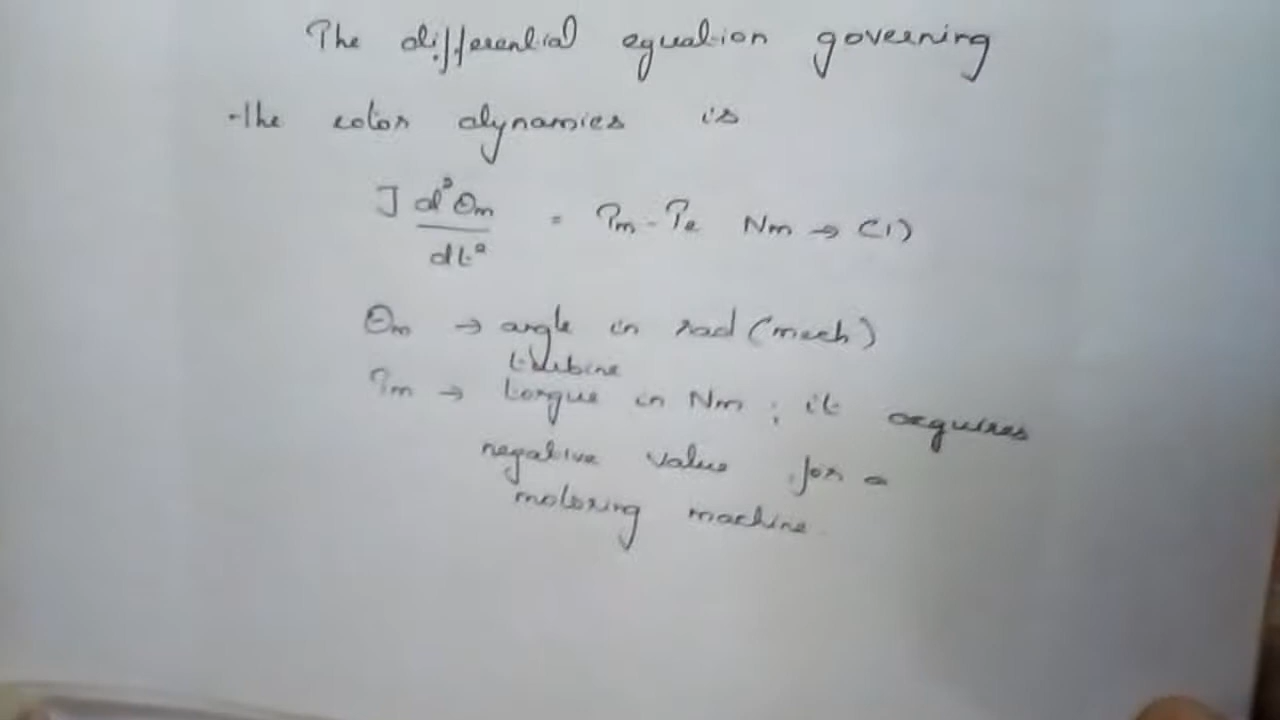 The differential equation governing
the rotor dynamics is
J d²θm / dt² = Tm - Te Nm → (1)
θm → angle in rad (mech)
turbine
Tm → torque in Nm ; it acquires
negative value for a
motoring machine.